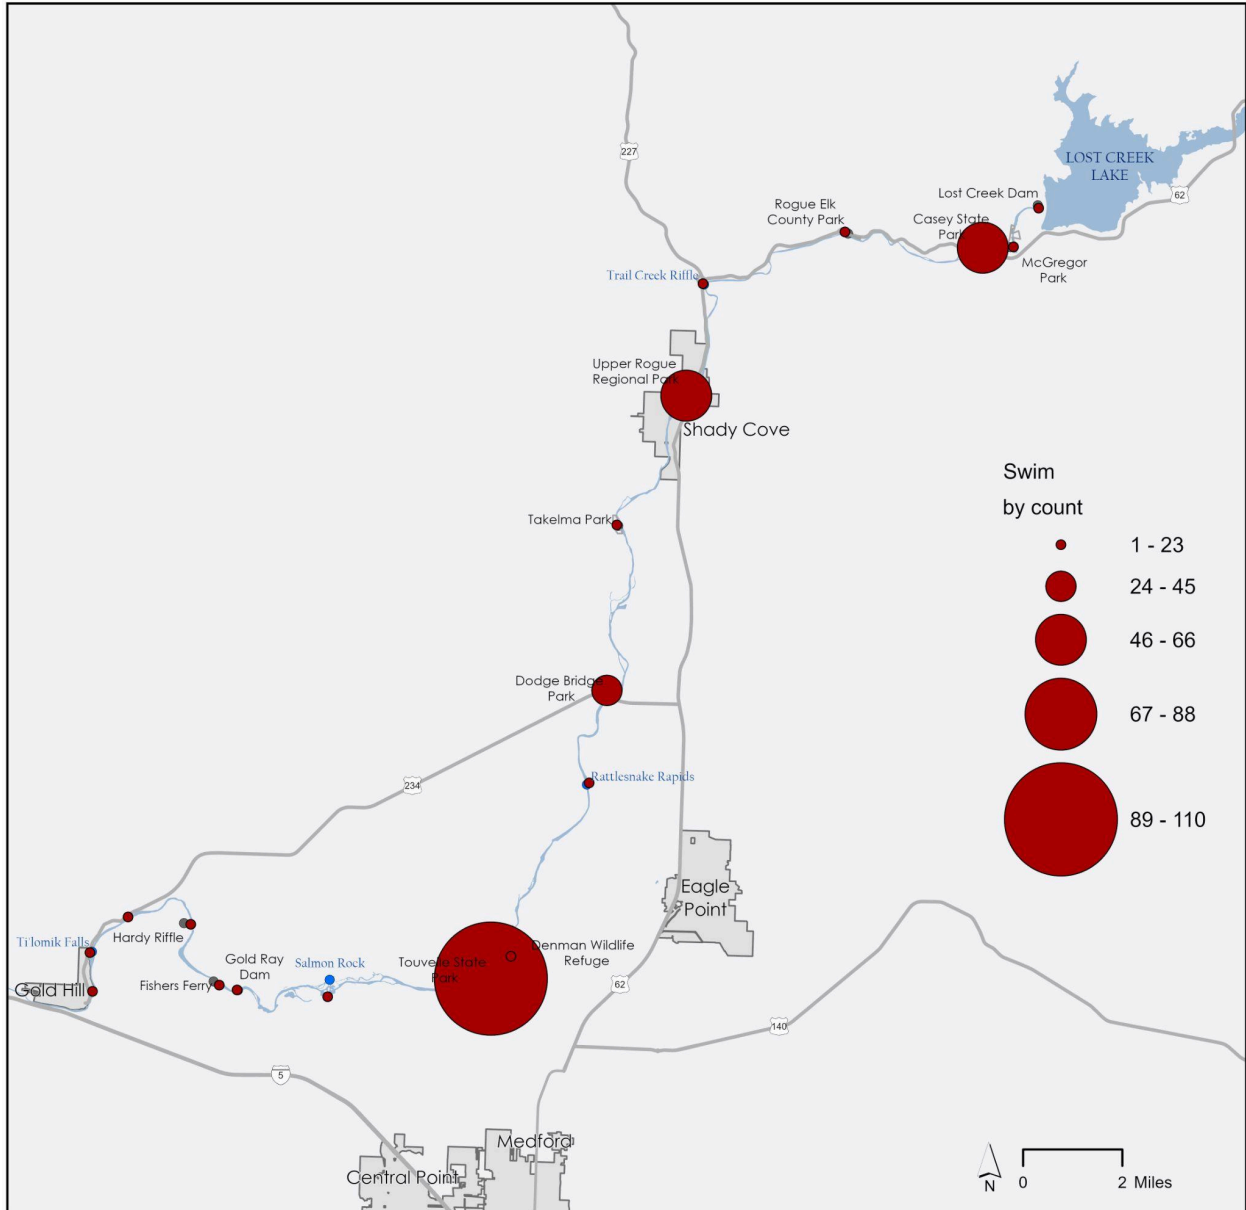 227
LOST CREEK
LAKE
62
Lost Creek Dam
Rogue Elk
County Park
Casey State
Park
McGregor
Park
Trail Creek Riffle
Upper Rogue
Regional Park
Shady Cove
Swim
by count
1 - 23
24 - 45
46 - 66
67 - 88
89 - 110
Takelma Park
Dodge Bridge
Park
Rattlesnake Rapids
234
Eagle
Point
Ti'lomik Falls
Hardy Riffle
Gold Ray
Dam
Salmon Rock
Touvelle State
Park
Denman Wildlife
Refuge
Fishers Ferry
Gold Hill
62
140
5
Medford
Central Point
N
0
2 Miles